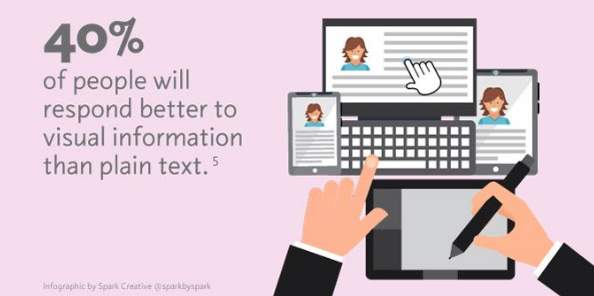 40%
of people will
respond better to
visual information
than plain text. 5
Infographic by Spark Creative @sparkbyspark